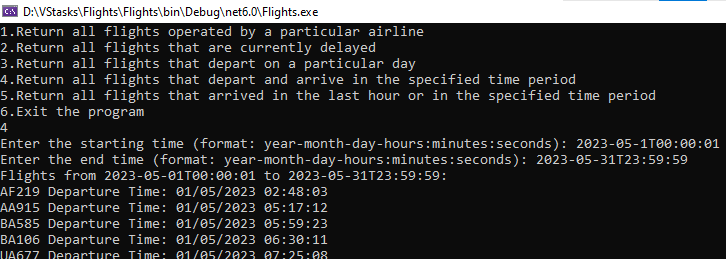 D:\VStasks\Flights\Flights\bin\Debug\net6.0\Flights.exe
1.Return all flights operated by a particular airline
2.Return all flights that are currently delayed
3.Return all flights that depart on a particular day
4.Return all flights that depart and arrive in the specified time period
5.Return all flights that arrived in the last hour or in the specified time period
6.Exit the program
4
Enter the starting time (format: year-month-day-hours:minutes:seconds): 2023-05-1T00:00:01
Enter the end time (format: year-month-day-hours:minutes:seconds): 2023-05-31T23:59:59
Flights from 2023-05-01T00:00:01 to 2023-05-31T23:59:59:
AF219 Departure Time: 01/05/2023 02:48:03
AA915 Departure Time: 01/05/2023 05:17:12
BA585 Departure Time: 01/05/2023 05:59:23
BA106 Departure Time: 01/05/2023 06:30:11
UA677 Departure Time: 01/05/2023 07:25:08